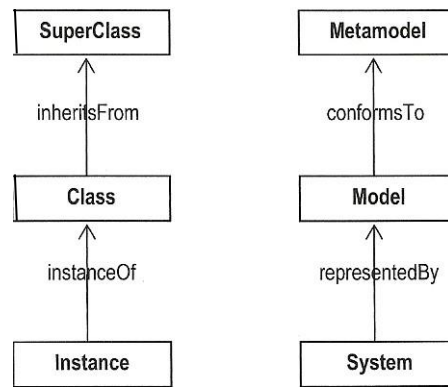 SuperClass
inheritsFrom
Class
instanceOf
Instance
Metamodel
conformsTo
Model
representedBy
System